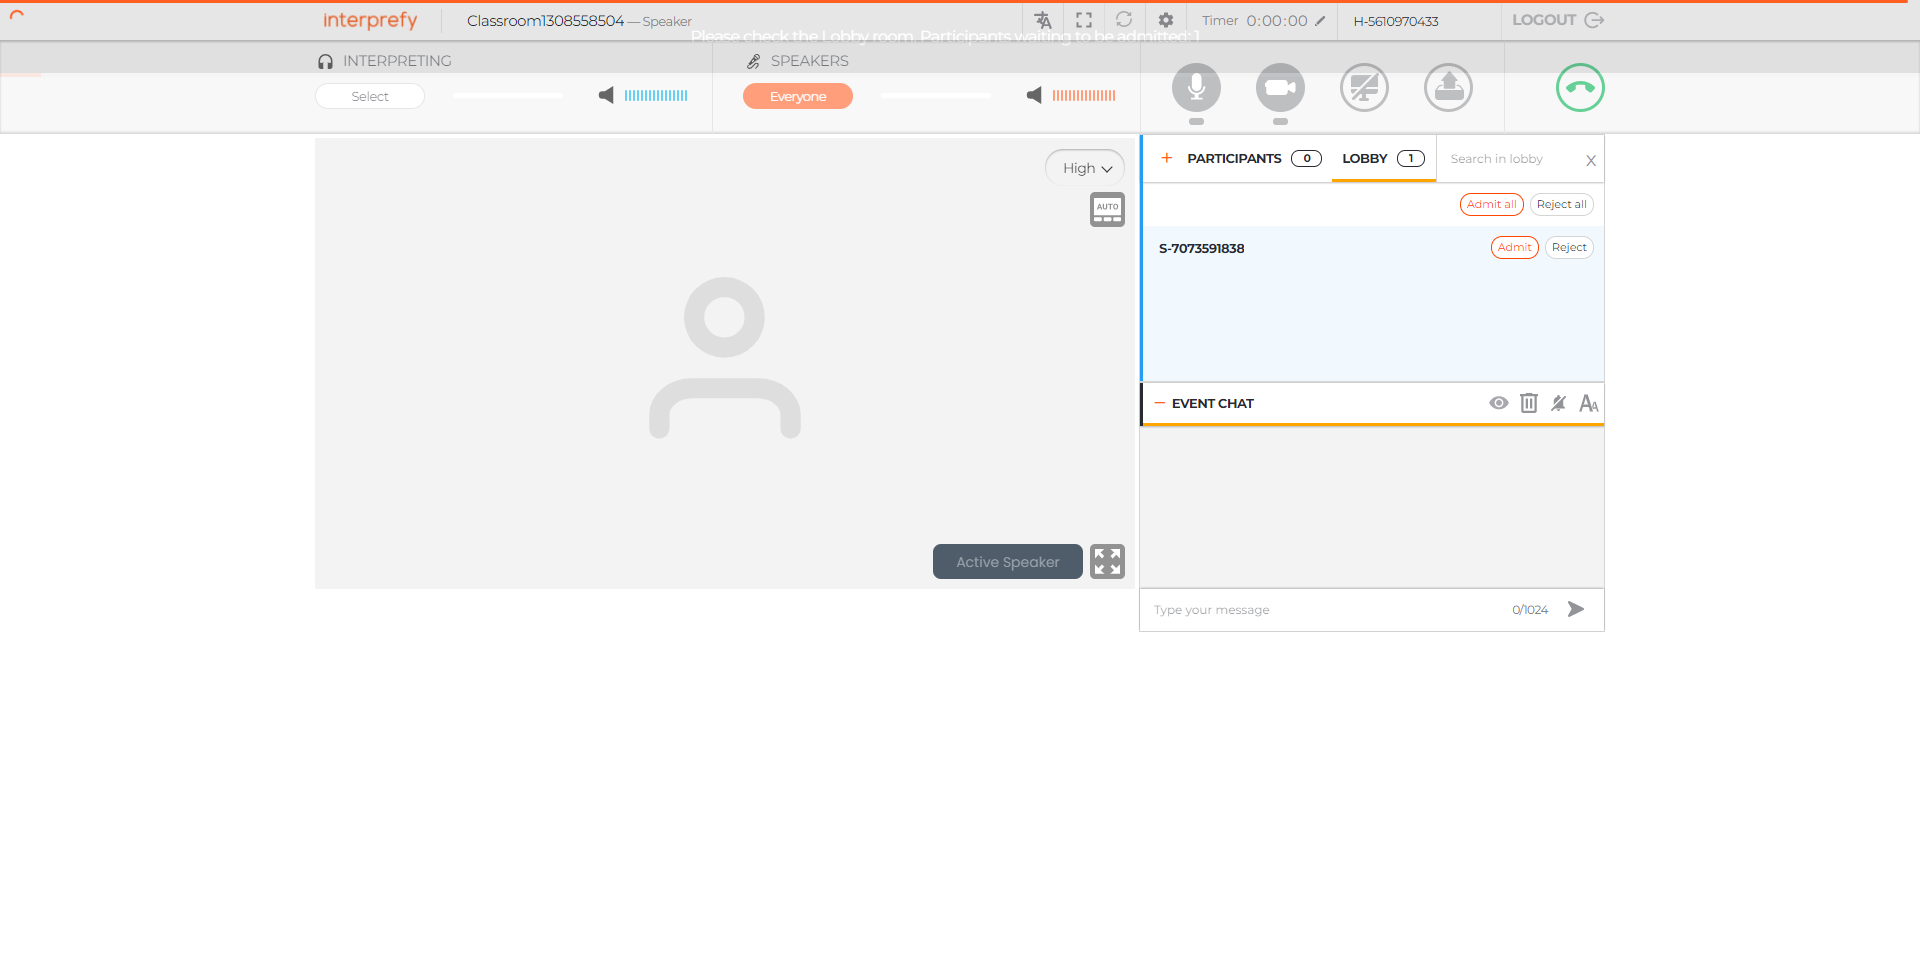 interprefy
Classroom1308558504 — Speaker
Timer 0:00:00
H-5610970433
LOGOUT
Please check the Lobby room. Participants waiting to be admitted: 1
INTERPRETING
Select
SPEAKERS
Everyone
High
AUTO
Active Speaker
+ PARTICIPANTS 0
LOBBY 1
Search in lobby
X
Admit all
Reject all
S-7073591838
Admit
Reject
− EVENT CHAT
AA
Type your message
0/1024